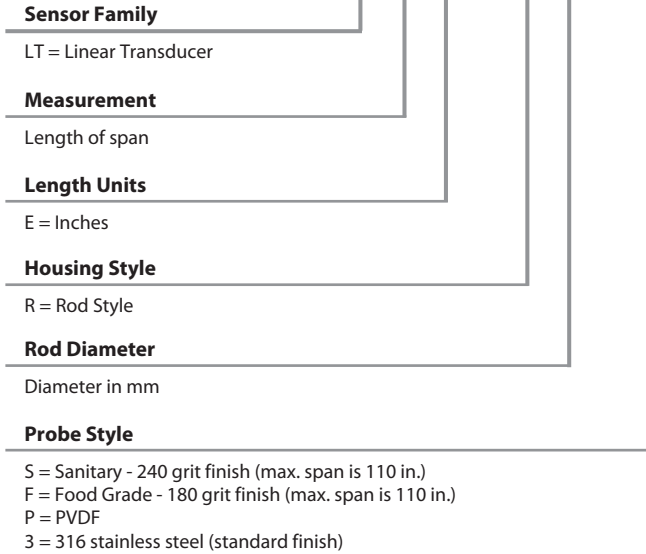 Sensor Family
LT = Linear Transducer
Measurement
Length of span
Length Units
E = Inches
Housing Style
R = Rod Style
Rod Diameter
Diameter in mm
Probe Style
S = Sanitary - 240 grit finish (max. span is 110 in.)
F = Food Grade - 180 grit finish (max. span is 110 in.)
P = PVDF
3 = 316 stainless steel (standard finish)